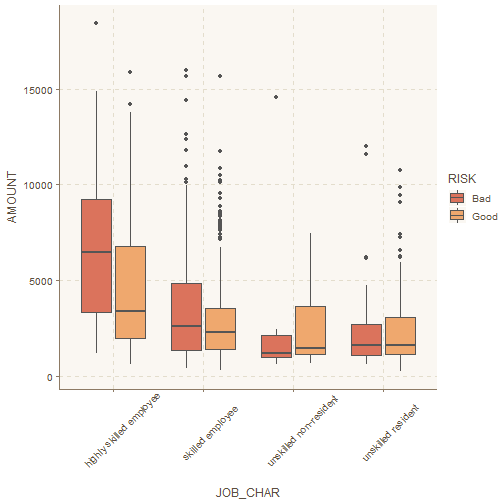 15000
10000
5000
0
AMOUNT
highly skilled employee
skilled employee
unskilled non-resident
unskilled resident
JOB_CHAR
RISK
Bad
Good